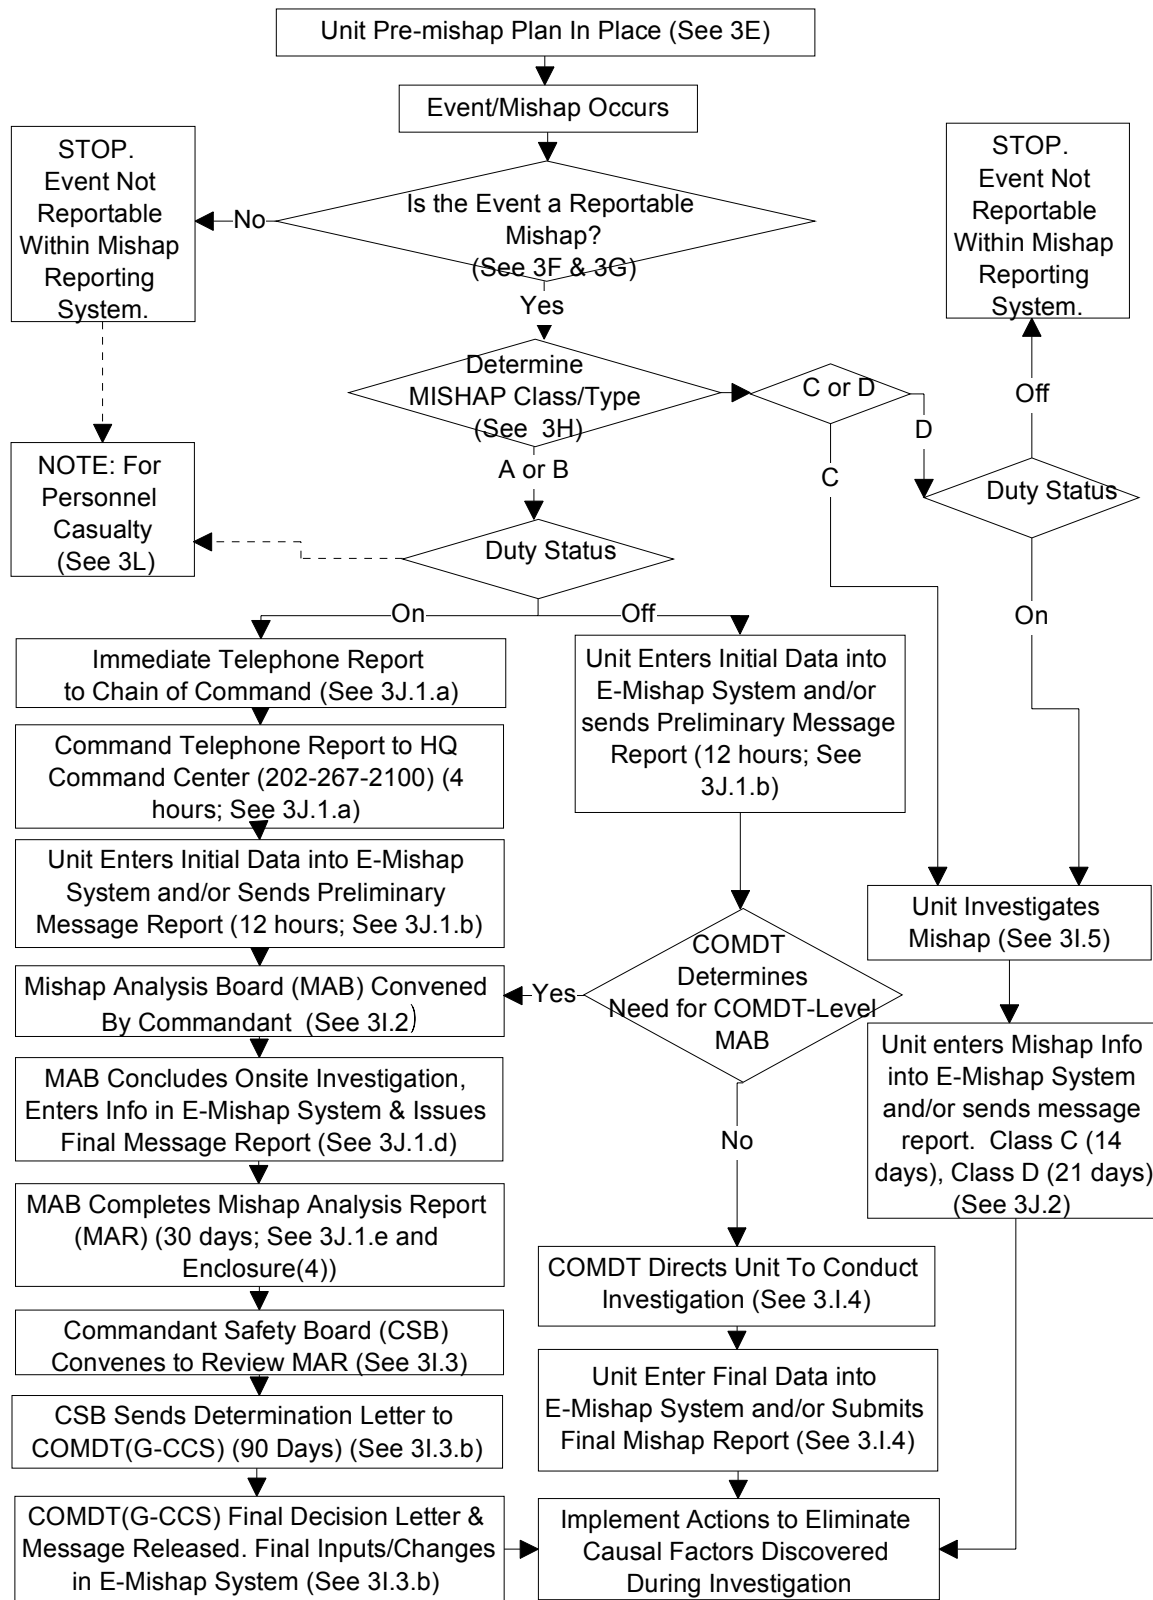 Unit Pre-mishap Plan In Place (See 3E)
Event/Mishap Occurs
STOP.
Event Not
Reportable
Within Mishap
Reporting
System.
No
Is the Event a Reportable
Mishap?
(See 3F & 3G)
STOP.
Event Not
Reportable
Within Mishap
Reporting
System.
Yes
Determine
MISHAP Class/Type
(See 3H)
C or D
Off
D
C
A or B
NOTE: For
Personnel
Casualty
(See 3L)
Duty Status
Duty Status
On
Off
On
Immediate Telephone Report
to Chain of Command (See 3J.1.a)
Command Telephone Report to HQ
Command Center (202-267-2100) (4
hours; See 3J.1.a)
Unit Enters Initial Data into E-Mishap
System and/or Sends Preliminary
Message Report (12 hours; See 3J.1.b)
Mishap Analysis Board (MAB) Convened
By Commandant (See 3I.2)
MAB Concludes Onsite Investigation,
Enters Info in E-Mishap System & Issues
Final Message Report (See 3J.1.d)
MAB Completes Mishap Analysis Report
(MAR) (30 days; See 3J.1.e and
Enclosure(4))
Commandant Safety Board (CSB)
Convenes to Review MAR (See 3I.3)
CSB Sends Determination Letter to
COMDT(G-CCS) (90 Days) (See 3I.3.b)
COMDT(G-CCS) Final Decision Letter &
Message Released. Final Inputs/Changes
in E-Mishap System (See 3I.3.b)
Unit Enters Initial Data into
E-Mishap System and/or
sends Preliminary Message
Report (12 hours; See
3J.1.b)
COMDT
Determines
Need for COMDT-Level
MAB
Yes
No
COMDT Directs Unit To Conduct
Investigation (See 3.I.4)
Unit Enter Final Data into
E-Mishap System and/or Submits
Final Mishap Report (See 3.I.4)
Implement Actions to Eliminate
Causal Factors Discovered
During Investigation
Unit Investigates
Mishap (See 3I.5)
Unit enters Mishap Info
into E-Mishap System
and/or sends message
report. Class C (14
days), Class D (21 days)
(See 3J.2)